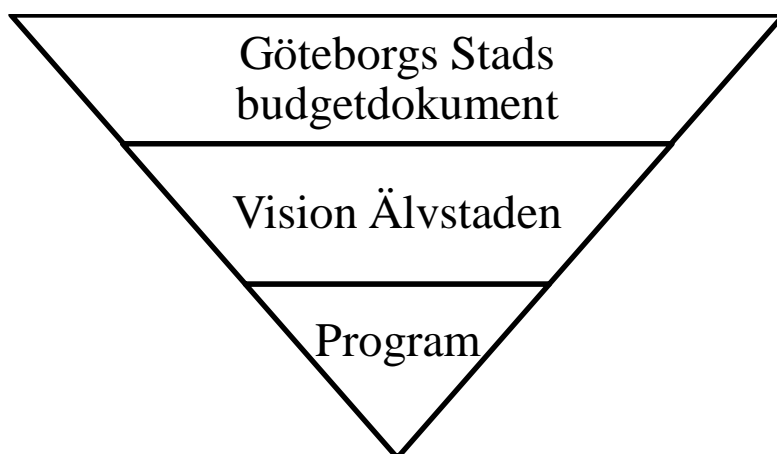 Göteborgs Stads
budgetdokument
Vision Älvstaden
Program